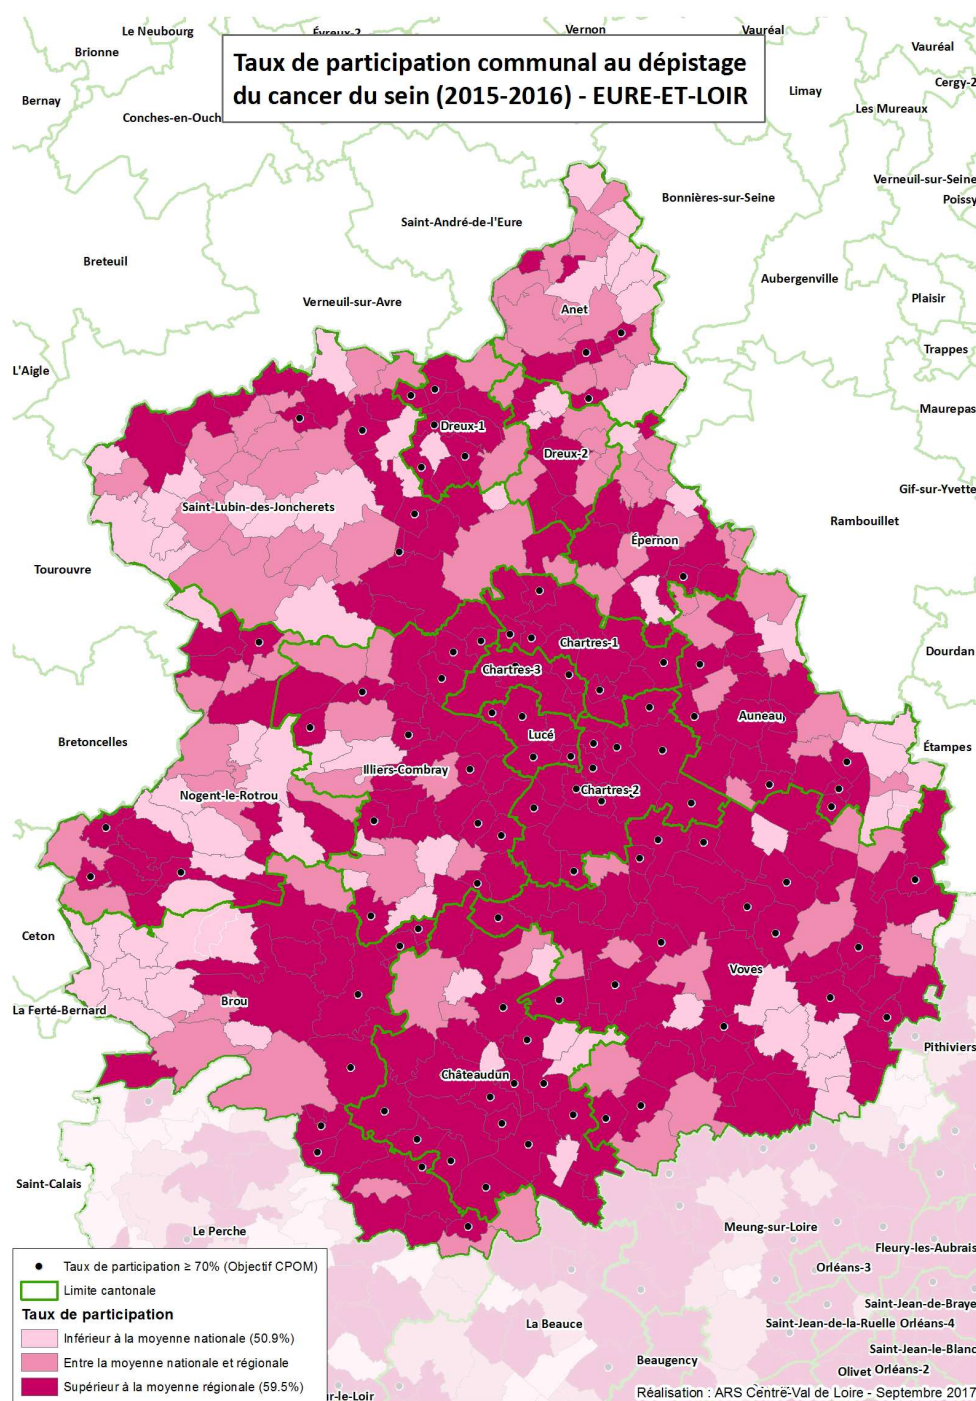 Le Neubourg
Évreux-2
Vernon
Vauréal
Brionne
Vauréal
Taux de participation communal au dépistage
du cancer du sein (2015-2016) - EURE-ET-LOIR
Cergy-2
Limay
Bernay
Les Mureaux
Conches-en-Ouch
Verneuil-sur-Seine
Bonnières-sur-Seine
Poissy
Saint-André-de-l'Eure
Breteuil
Aubergenville
Verneuil-sur-Avre
Plaisir
Anet
Trappes
L'Aigle
Maurepas
Dreux-1
Dreux-2
Gif-sur-Yvette
Saint-Lubin-des-Joncherets
Rambouillet
Épernon
Tourouvre
Chartres-1
Dourdan
Chartres-3
Auneau
Lucé
Bretoncelles
Étampes
Illiers-Combray
Chartres-2
Nogent-le-Rotrou
Ceton
Voves
Brou
La Ferté-Bernard
Pithiviers
Châteaudun
Saint-Calais
Le Perche
Meung-sur-Loire
Fleury-les-Aubrais
Orléans-3
Saint-Jean-de-Braye
La Beauce
Saint-Jean-de-la-Ruelle
Orléans-4
Saint-Jean-le-Blanc
Beaugency
Olivet
Orléans-2
ur-le-Loir
Taux de participation ≥ 70% (Objectif CPOM)
Limite cantonale
Taux de participation
Inférieur à la moyenne nationale (50.9%)
Entre la moyenne nationale et régionale
Supérieur à la moyenne régionale (59.5%)
Réalisation : ARS Centre-Val de Loire - Septembre 2017